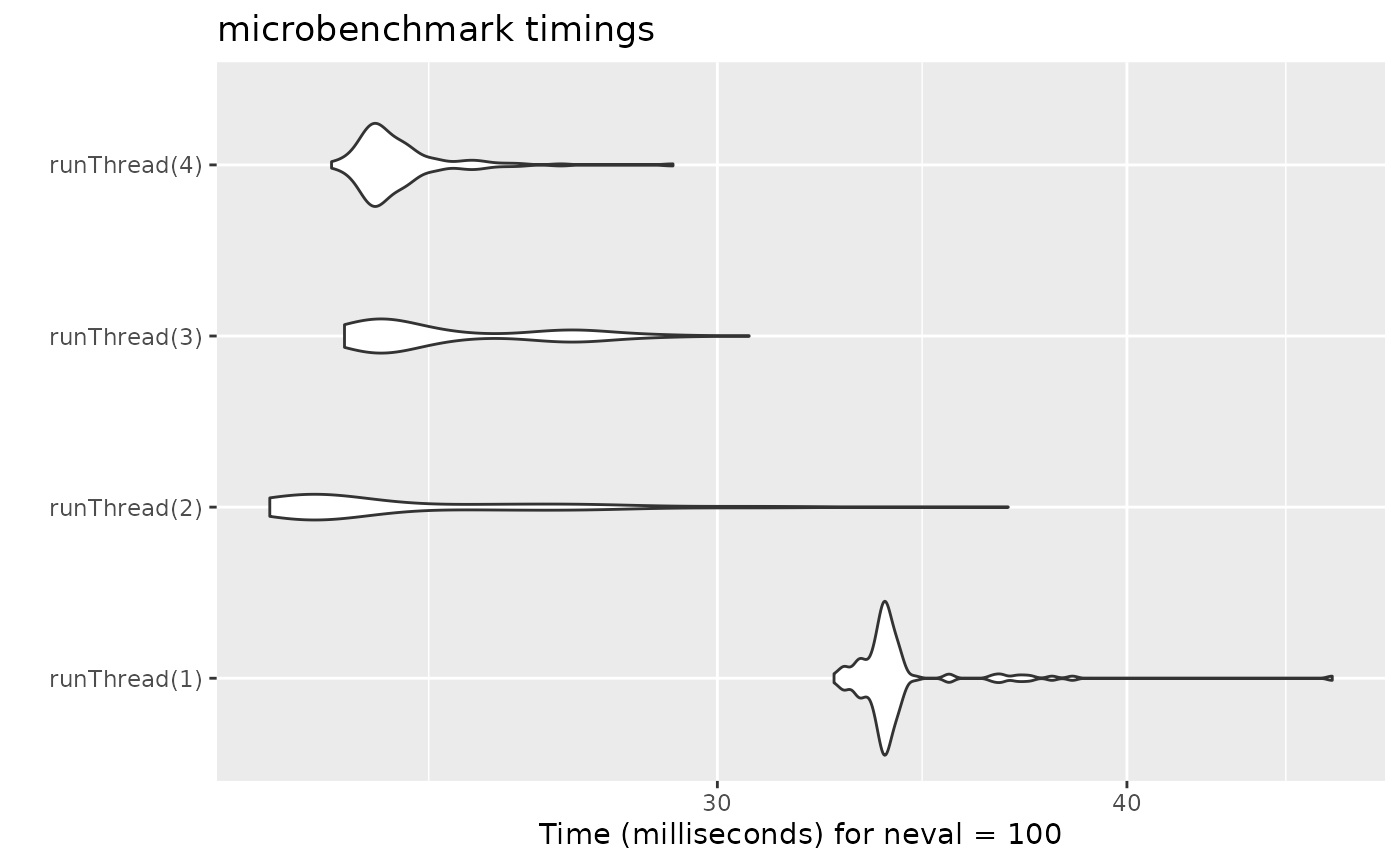 microbenchmark timings
runThread(4)
runThread(3)
runThread(2)
runThread(1)
30 40
Time (milliseconds) for neval = 100